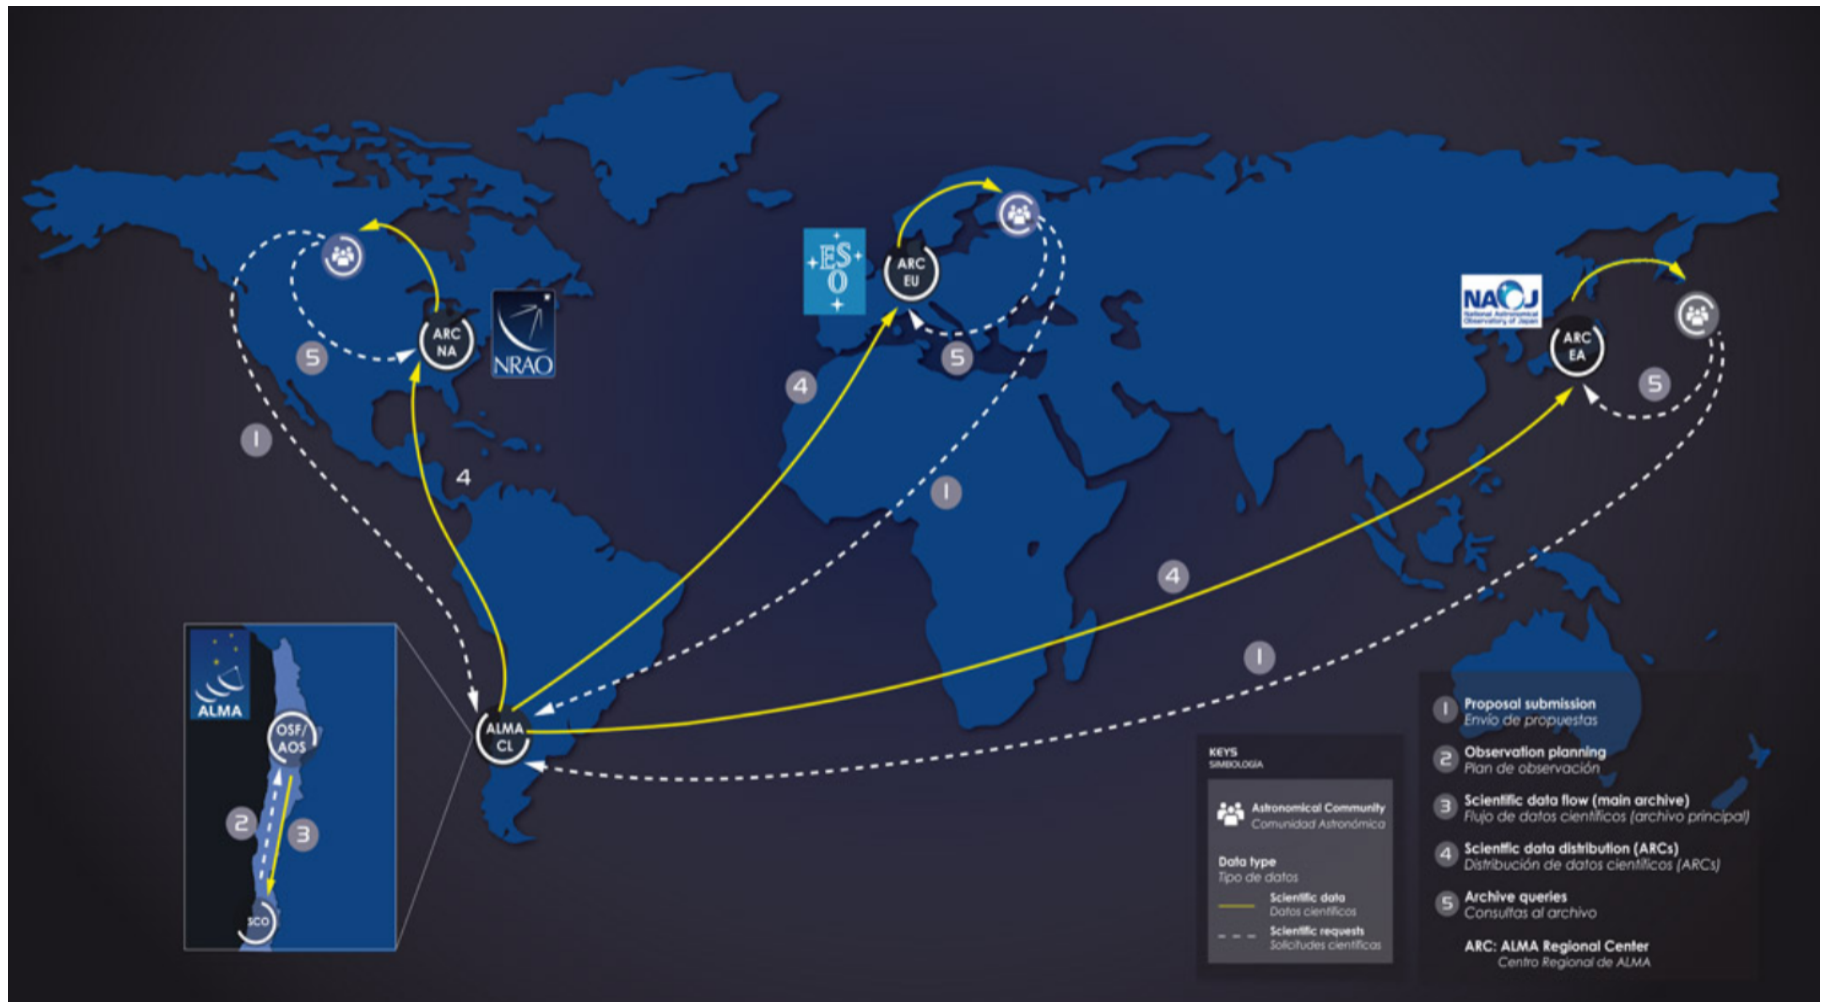 ARC
NA
NRAO
5
1
4
ES
O
ARC
EU
4
5
1
NAOJ
National Astronomical
Observatory of Japan
ARC
EA
5
4
1
ALMA
OSF/
AOS
2
3
SCO
ALMA
CL
KEYS
SIMBOLOGÍA
Astronomical Community
Comunidad Astronómica
Data type
Tipo de datos
Scientific data
Datos científicos
Scientific requests
Solicitudes científicas
1 Proposal submission
Envío de propuestas
2 Observation planning
Plan de observación
3 Scientific data flow (main archive)
Flujo de datos científicos (archivo principal)
4 Scientific data distribution (ARCs)
Distribución de datos científicos (ARCs)
5 Archive queries
Consultas al archivo
ARC: ALMA Regional Center
Centro Regional de ALMA